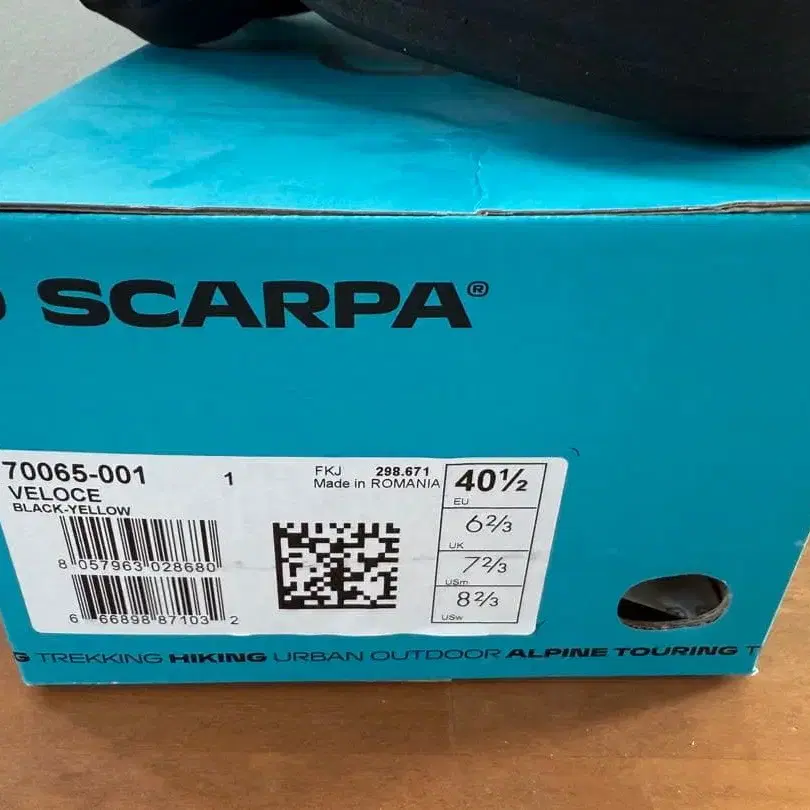 SCARPA®
70065-001
1
VELOCE
BLACK-YELLOW
FKJ 298.671
Made in ROMANIA
40½
EU
6⅔
UK
7⅔
USm
8⅔
USw
8 057963 028680
6 66898 87103 2
G TREKKING HIKING URBAN OUTDOOR ALPINE TOURING T